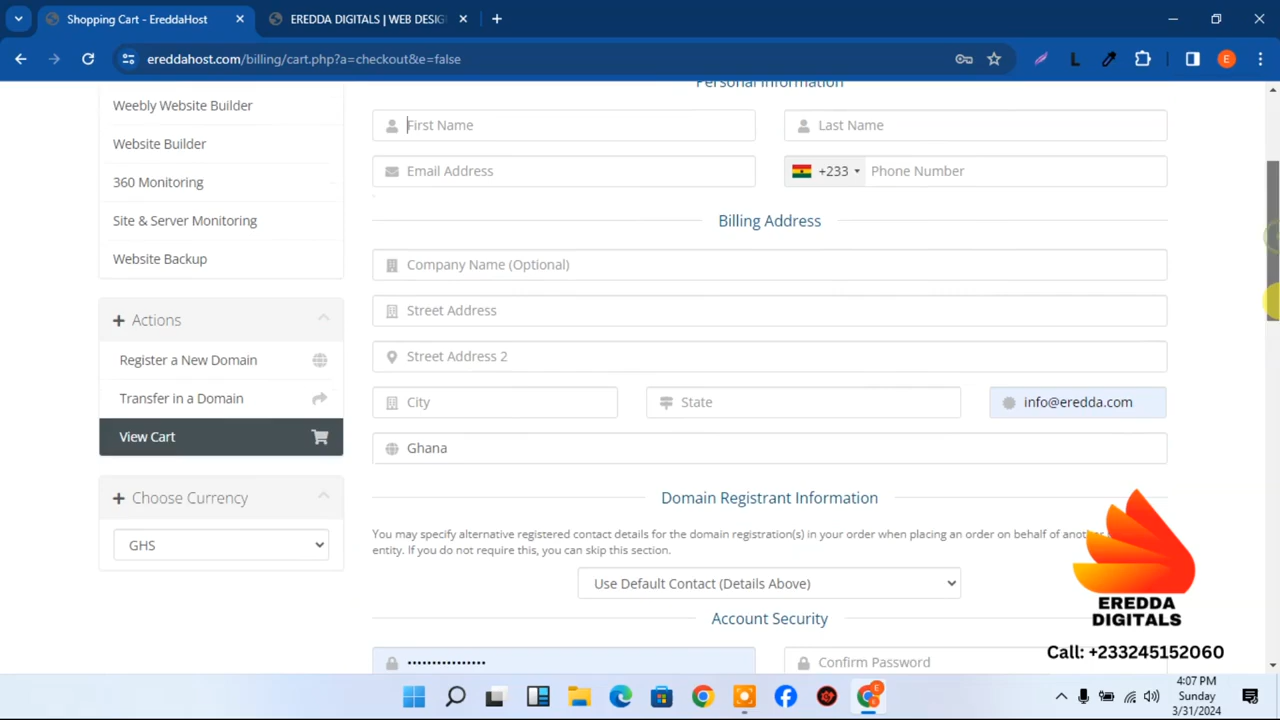 Shopping Cart - EreddaHost
EREDDA DIGITALS | WEB DESIG
ereddahost.com/billing/cart.php?a=checkout&e=false
E
Personal Information
Weebly Website Builder
Website Builder
360 Monitoring
Site & Server Monitoring
Website Backup
Actions
Register a New Domain
Transfer in a Domain
View Cart
Choose Currency
GHS
First Name
Last Name
Email Address
+233
Phone Number
Billing Address
Company Name (Optional)
Street Address
Street Address 2
City
State
info@eredda.com
Ghana
Domain Registrant Information
You may specify alternative registered contact details for the domain registration(s) in your order when placing an order on behalf of
entity. If you do not require this, you can skip this section.
Use Default Contact (Details Above)
Account Security
••••••••••••••••
Confirm Password
EREDDA
DIGITALS
Call: +233245152060
4:07 PM
Sunday
3/31/2024